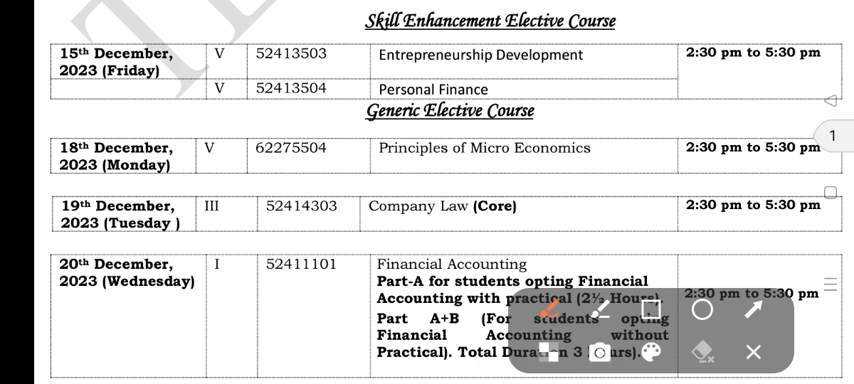 Skill Enhancement Elective Course
15th December, V 52413503 Entrepreneurship Development 2:30 pm to 5:30 pm
2023 (Friday)
V 52413504 Personal Finance
Generic Elective Course
1
18th December, V 62275504 Principles of Micro Economics 2:30 pm to 5:30 pm
2023 (Monday)
19th December, III 52414303 Company Law (Core) 2:30 pm to 5:30 pm
2023 (Tuesday )
20th December, I 52411101 Financial Accounting
2023 (Wednesday) Part-A for students opting Financial
Accounting with practical (2½ Hours). 2:30 pm to 5:30 pm
Part A+B (For students opting
Financial Accounting without
Practical). Total Duration 3 Hours).